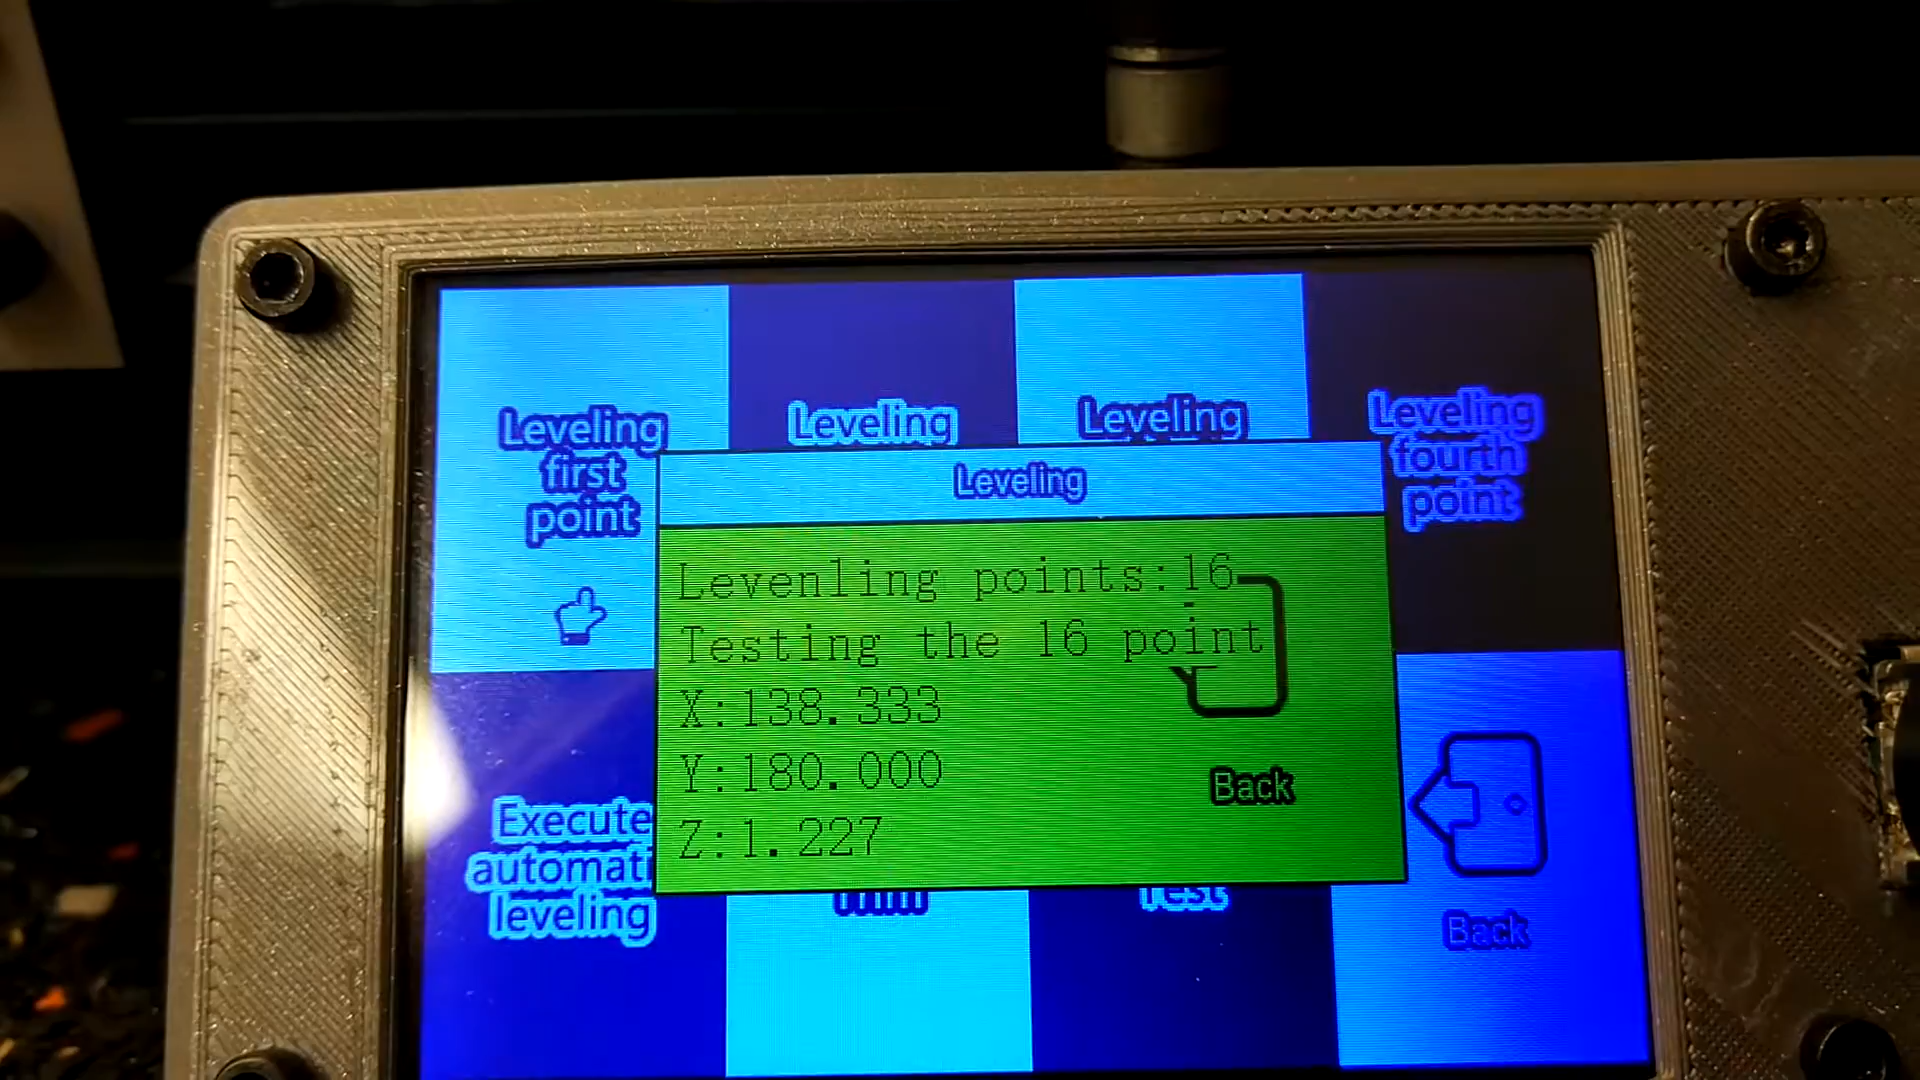 Leveling
first
point
Leveling
Leveling
Leveling
fourth
point
Leveling
Levenling points:16
Testing the 16 point
X:138.333
Y:180.000
Z:1.227
Back
Execute
automati
leveling
Test
Back